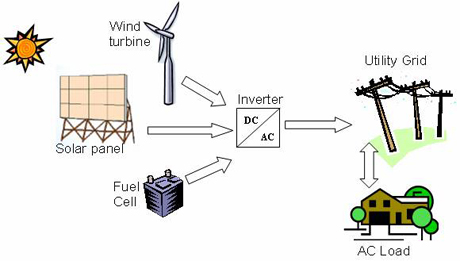 Wind
turbine
Utility Grid
Inverter
DC
AC
Solar panel
Fuel
Cell
AC Load